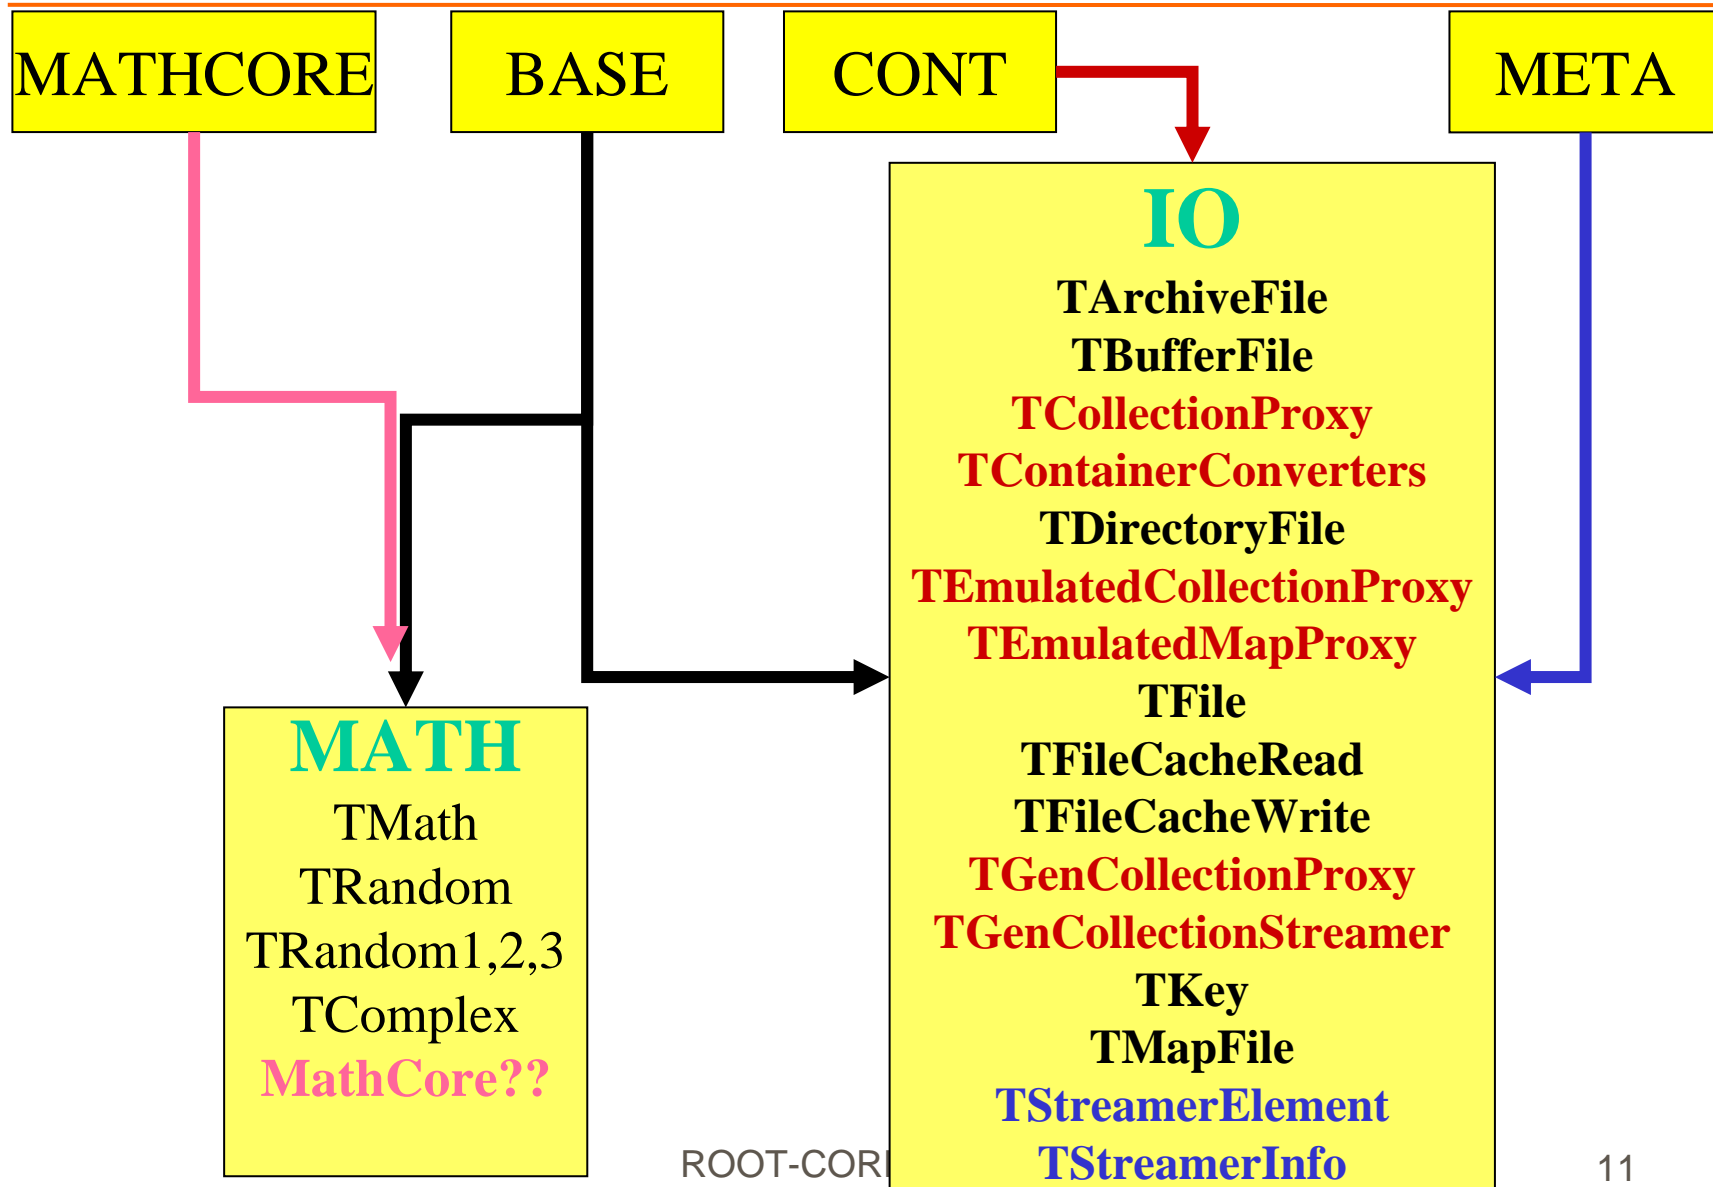 MATHCORE
BASE
CONT
META
IO
TArchiveFile
TBufferFile
TCollectionProxy
TContainerConverters
TDirectoryFile
TEmulatedCollectionProxy
TEmulatedMapProxy
TFile
TFileCacheRead
TFileCacheWrite
TGenCollectionProxy
TGenCollectionStreamer
TKey
TMapFile
TStreamerElement
TStreamerInfo
MATH
TMath
TRandom
TRandom1,2,3
TComplex
MathCore??
11